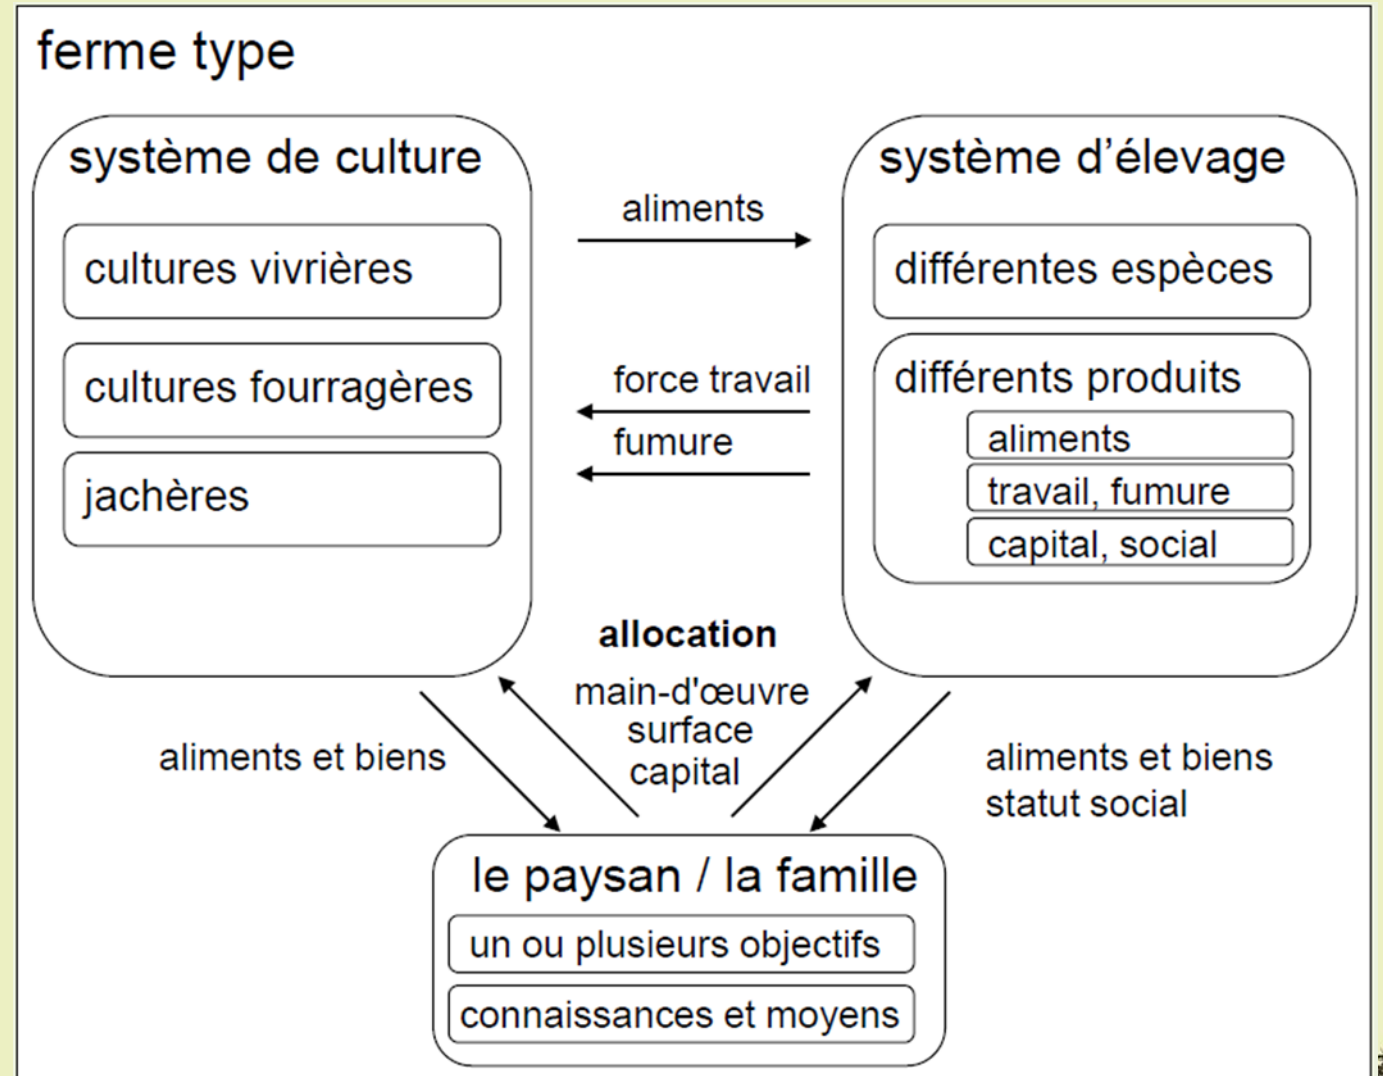 ferme type
système de culture
cultures vivrières
cultures fourragères
jachères
aliments
force travail
fumure
système d’élevage
différentes espèces
différents produits
aliments
travail, fumure
capital, social
allocation
main-d'œuvre
surface
capital
aliments et biens
aliments et biens
statut social
le paysan / la famille
un ou plusieurs objectifs
connaissances et moyens